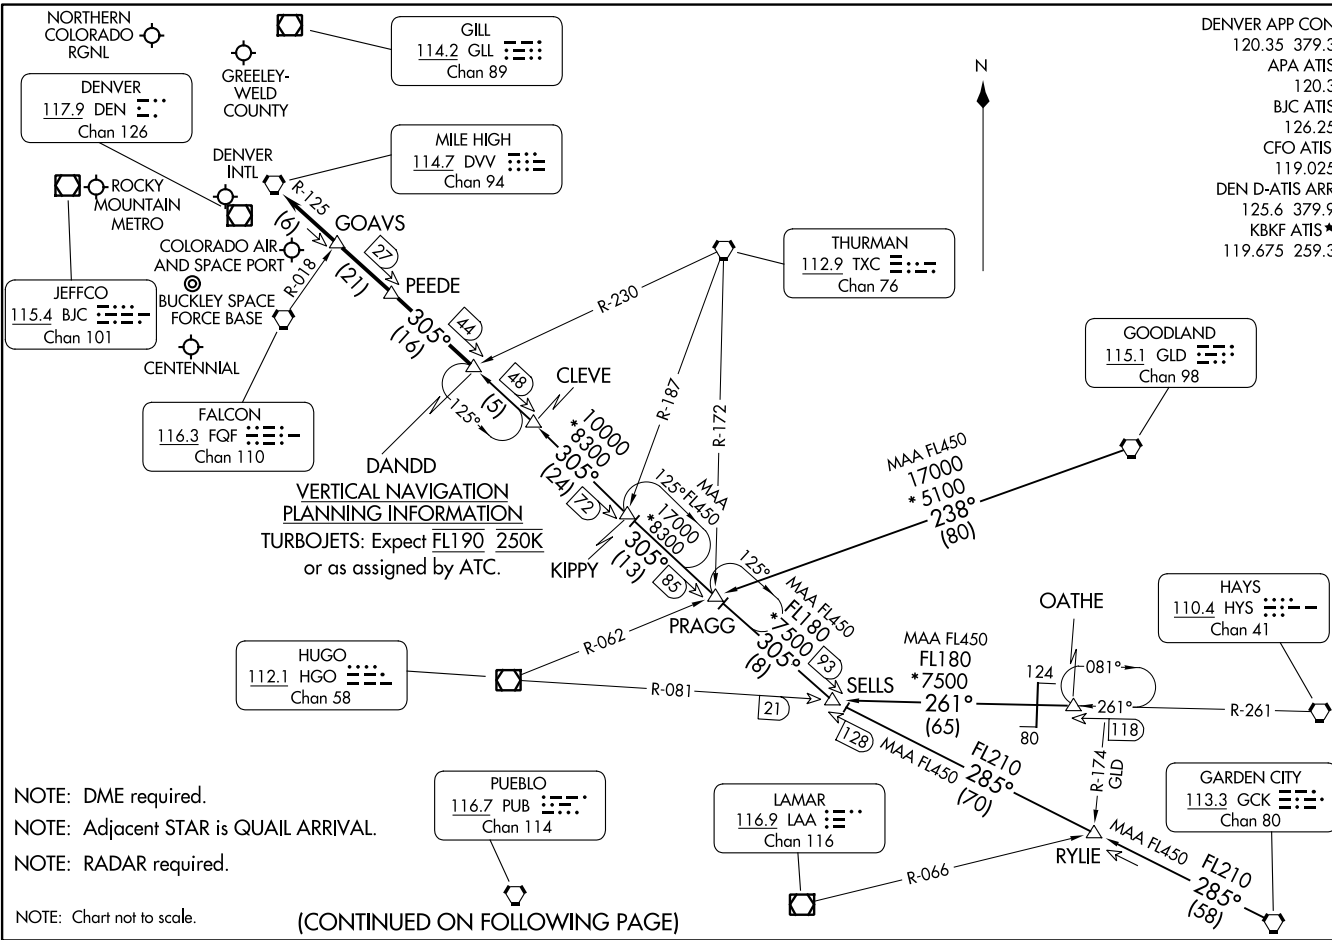 NORTHERN
COLORADO
RGNL
GILL
114.2 GLL
Chan 89
DENVER APP CON
120.35 379.3
APA ATIS
120.3
BJC ATIS
126.25
CFO ATIS
119.025
DEN D-ATIS ARR
125.6 379.9
KBKF ATIS★
119.675 259.3
GREELEY-
WELD
COUNTY
DENVER
117.9 DEN
Chan 126
N
MILE HIGH
114.7 DVV
Chan 94
DENVER
INTL
ROCKY
MOUNTAIN
METRO
R-125
(6)
GOAVS
27
(21)
PEEDE
COLORADO AIR
AND SPACE PORT
R-018
BUCKLEY SPACE
FORCE BASE
JEFFCO
115.4 BJC
Chan 101
CENTENNIAL
THURMAN
112.9 TXC
Chan 76
R-230
R-187
R-172
305°
(16)
44
GOODLAND
115.1 GLD
Chan 98
FALCON
116.3 FQF
Chan 110
125°
(5)
48
CLEVE
DANDD
VERTICAL NAVIGATION
PLANNING INFORMATION
TURBOJETS: Expect FL190 250K
or as assigned by ATC.
10000
*8300
305°
(24)
72
KIPPY
MAA
FL450
125°
17000
*8300
305°
(13)
85
PRAGG
MAA FL450
17000
*5100
238°
(80)
125°
MAA FL450
FL180
*7500
305°
(8)
93
SELLS
HUGO
112.1 HGO
Chan 58
R-062
R-081
21
OATHE
MAA FL450
FL180
*7500
261°
(65)
124
80
081°
261°
118
R-261
HAYS
110.4 HYS
Chan 41
R-174
GLD
128
MAA FL450
FL210
285°
(70)
RYLIE
GARDEN CITY
113.3 GCK
Chan 80
MAA FL450
FL210
285°
(58)
PUEBLO
116.7 PUB
Chan 114
LAMAR
116.9 LAA
Chan 116
R-066
NOTE: DME required.
NOTE: Adjacent STAR is QUAIL ARRIVAL.
NOTE: RADAR required.
NOTE: Chart not to scale.
(CONTINUED ON FOLLOWING PAGE)